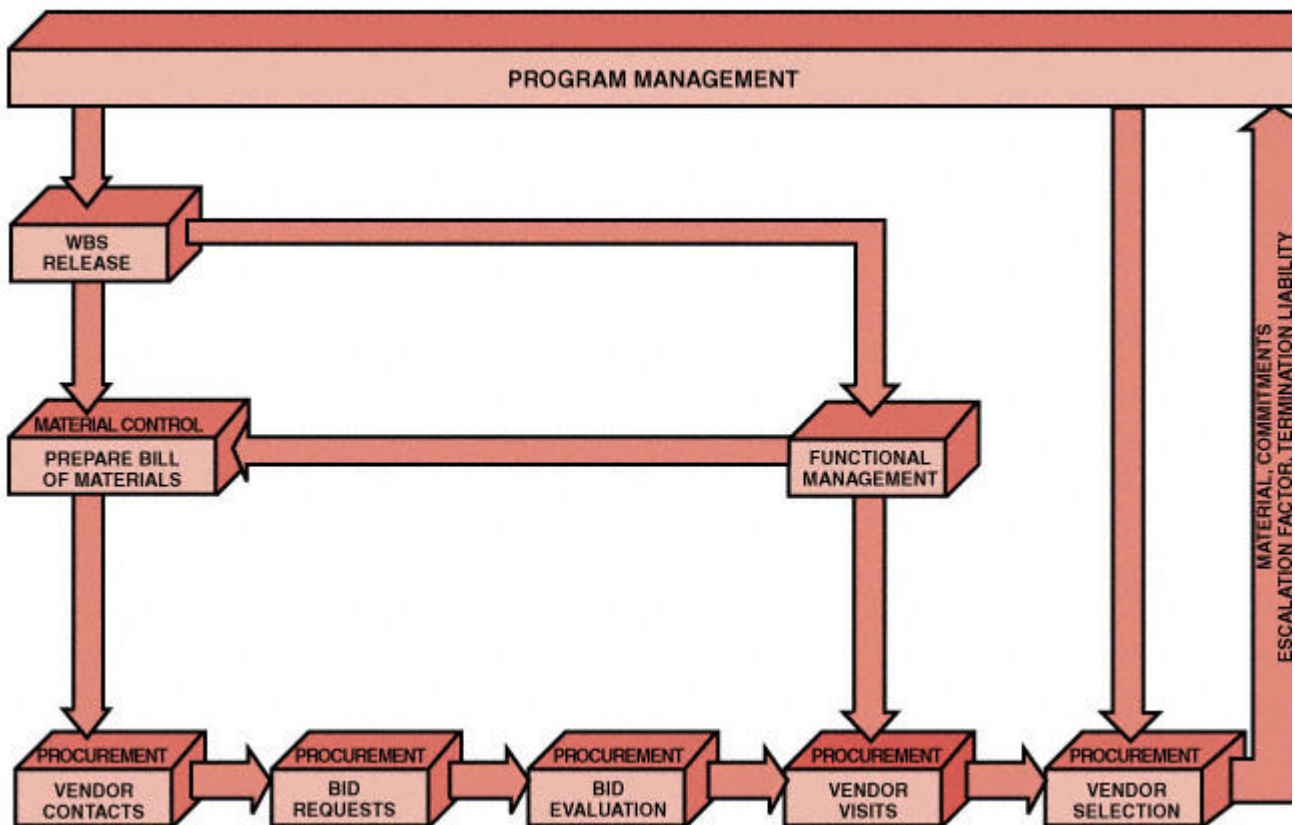 PROGRAM MANAGEMENT
WBS
RELEASE
MATERIAL CONTROL
PREPARE BILL
OF MATERIALS
FUNCTIONAL
MANAGEMENT
MATERIAL, COMMITMENTS
ESCALATION FACTOR, TERMINATION LIABILITY
PROCUREMENT
VENDOR
CONTACTS
PROCUREMENT
BID
REQUESTS
PROCUREMENT
BID
EVALUATION
PROCUREMENT
VENDOR
VISITS
PROCUREMENT
VENDOR
SELECTION